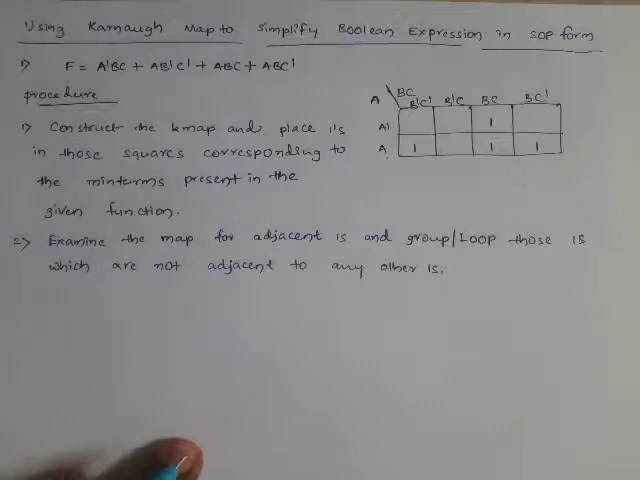 Using Karnaugh Map to Simplify Boolean Expression in SOP form
1) F = A'BC + AB'C' + ABC + ABC'
procedure
A \ BC
B'C' B'C BC BC'
A' 1
A 1 1 1
1) Construct the kmap and place 1's
in those squares corresponding to
the minterms present in the
given function.
2) Examine the map for adjacent 1s and group/Loop those 1s
which are not adjacent to any other 1s.